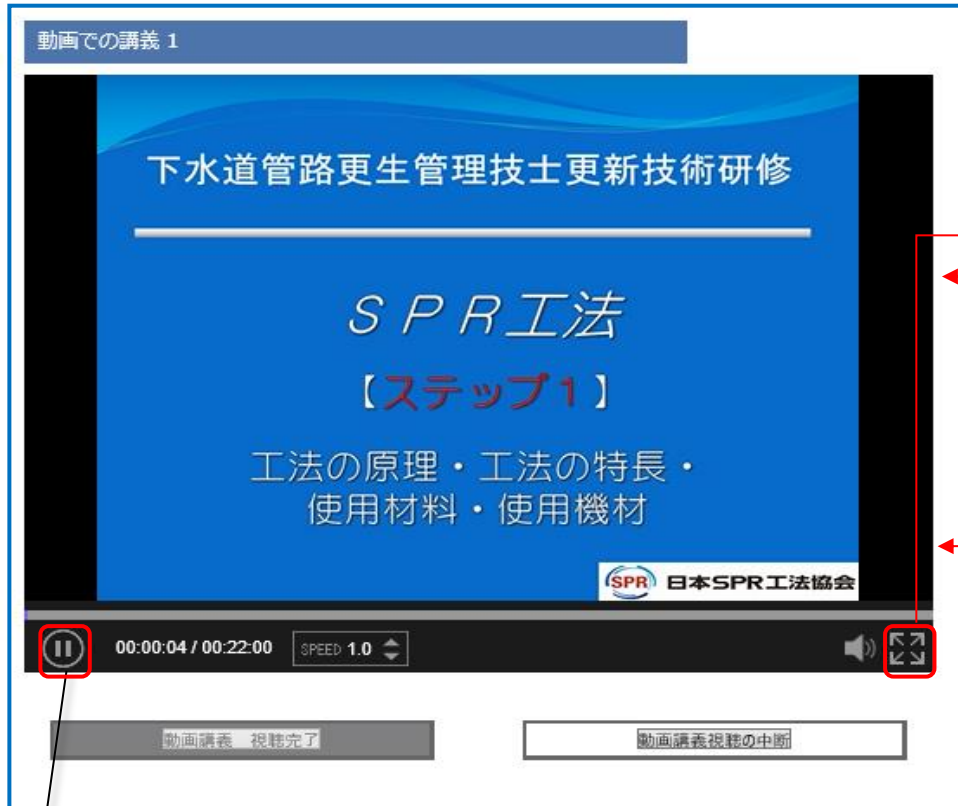 動画での講義 1
下水道管路更生管理技士更新技術研修
ＳＰＲ工法
【ステップ１】
工法の原理・工法の特長・
使用材料・使用機材
SPR 日本SPR工法協会
00:00:04 / 00:22:00 SPEED 1.0
動画講義　視聴完了 動画講義視聴の中断